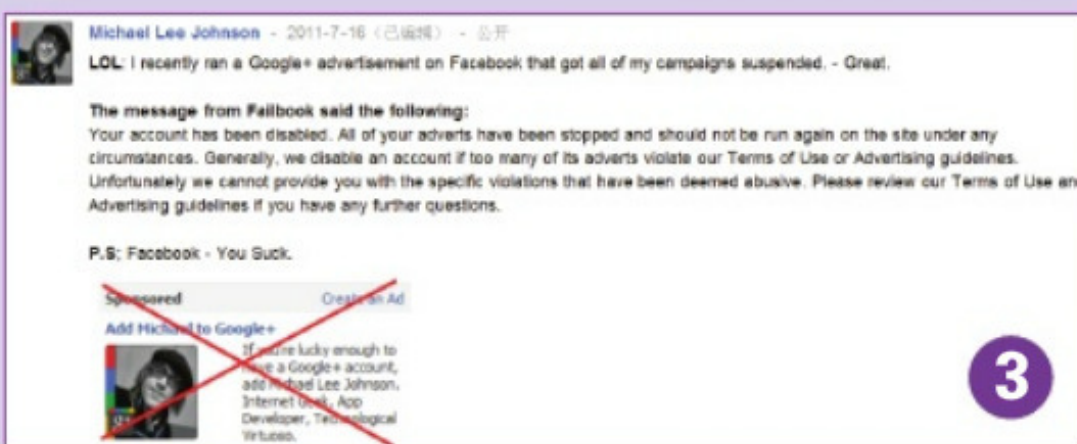 Michael Lee Johnson - 2011-7-16（已编辑） - 公开
LOL: I recently ran a Google+ advertisement on Facebook that got all of my campaigns suspended. - Great.
The message from Failbook said the following:
Your account has been disabled. All of your adverts have been stopped and should not be run again on the site under any
circumstances. Generally, we disable an account if too many of its adverts violate our Terms of Use or Advertising guidelines.
Unfortunately we cannot provide you with the specific violations that have been deemed abusive. Please review our Terms of Use and
Advertising guidelines if you have any further questions.
P.S; Facebook - You Suck.
Sponsored Create an Ad
Add Michael to Google+
If you're lucky enough to
have a Google+ account,
add Michael Lee Johnson.
Internet Geek, App
Developer, Technological
Virtuoso.
3